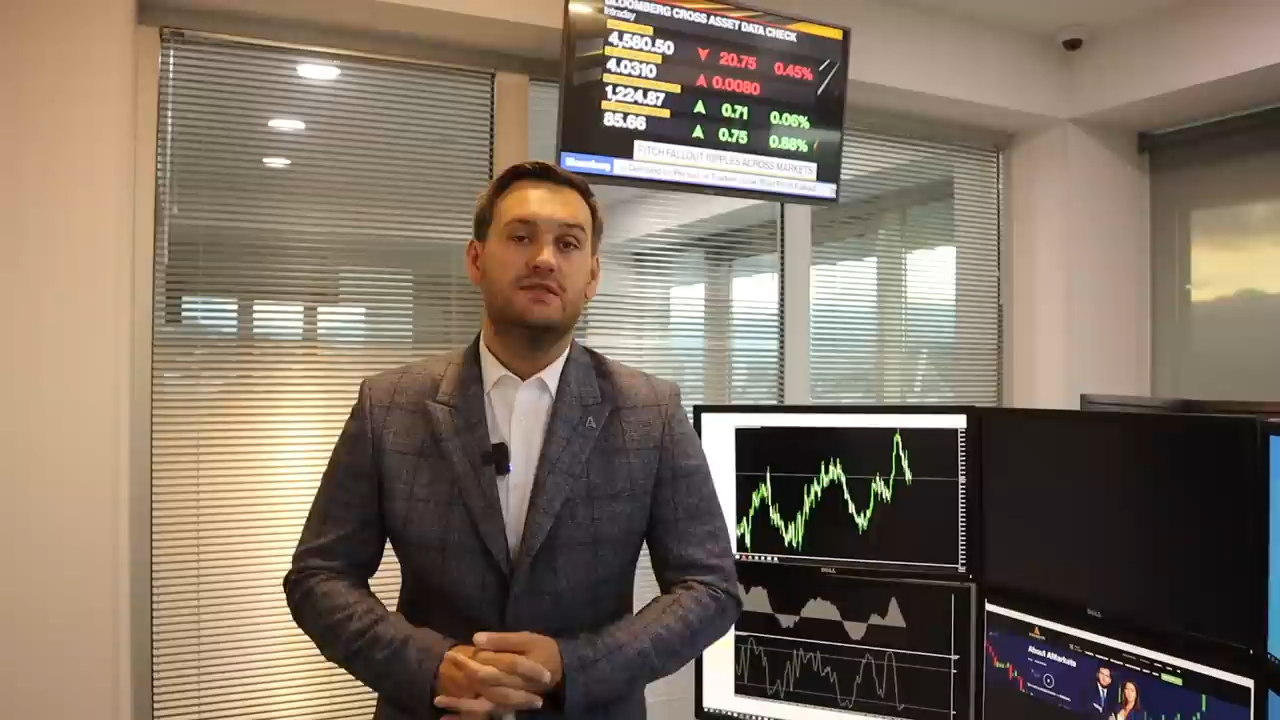 BLOOMBERG CROSS ASSET DATA CHECK
Intraday
4,580.50 20.75 0.45%
4.0310 0.0080
1,224.87 0.71 0.06%
85.66 0.75 0.88%
FITCH FALLOUT RIPPLES ACROSS MARKETS
Bloomberg
A
DELL
DELL
About AMarkets